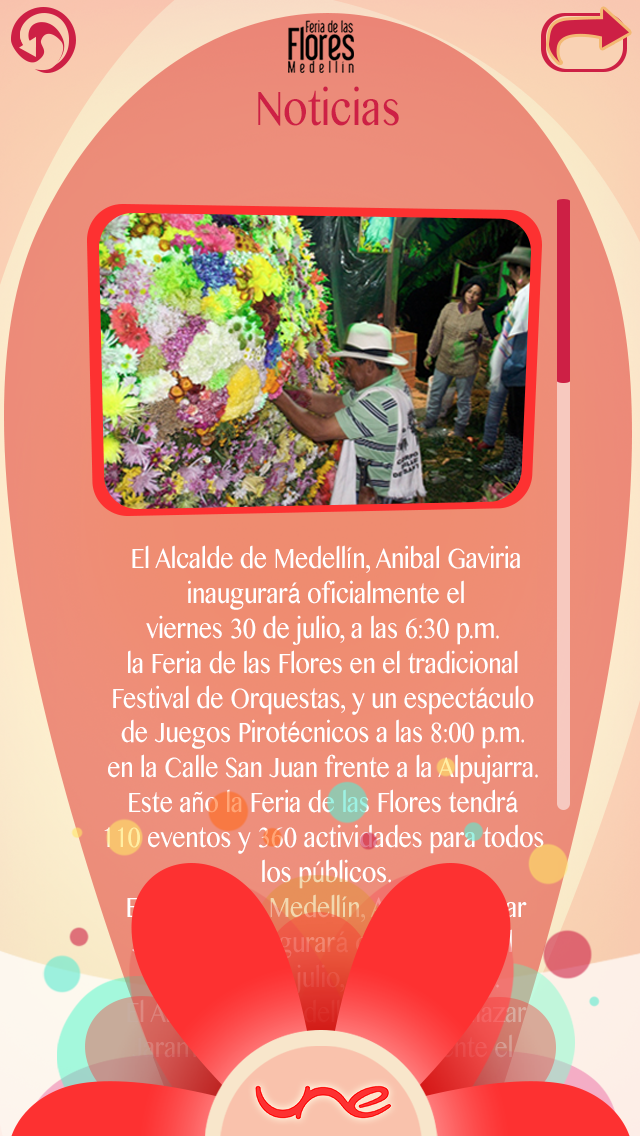 Feria de las
Flores
Medellín
Noticias
El Alcalde de Medellín, Anibal Gaviria
inaugurará oficialmente el
viernes 30 de julio, a las 6:30 p.m.
la Feria de las Flores en el tradicional
Festival de Orquestas, y un espectáculo
de Juegos Pirotécnicos a las 8:00 p.m.
en la Calle San Juan frente a la Alpujarra.
Este año la Feria de las Flores tendrá
110 eventos y 360 actividades para todos
los públicos.
Medellín,
julio,
une